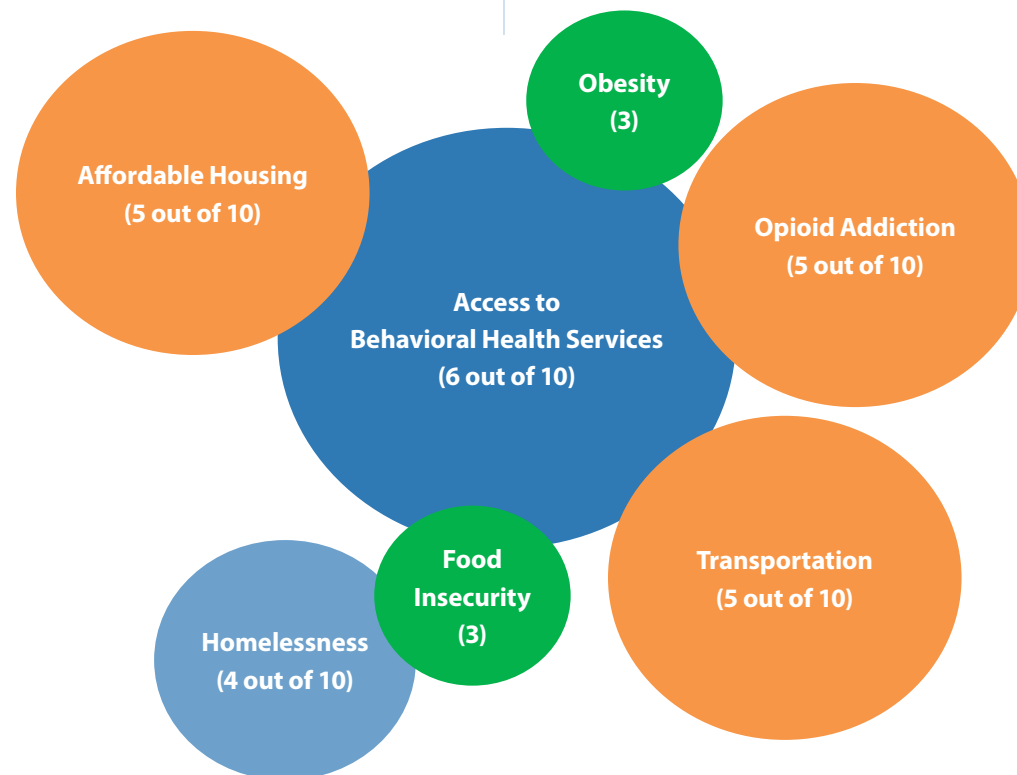 Obesity
(3)
Affordable Housing
(5 out of 10)
Opioid Addiction
(5 out of 10)
Access to
Behavioral Health Services
(6 out of 10)
Food
Insecurity
(3)
Transportation
(5 out of 10)
Homelessness
(4 out of 10)